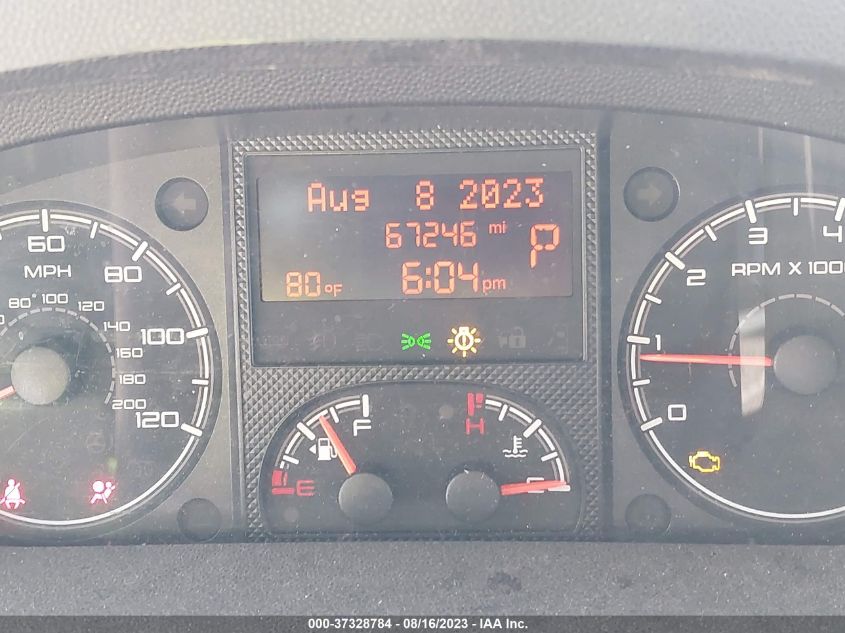 Aug 8 2023
67246 mi
P
80°F 6:04 pm
60
MPH
80
80° 100 120
140
100
160
180
200
120
F
E
H
C
4
3
2
RPM X 1000
1
0
000-37328784 - 08/16/2023 - IAA Inc.